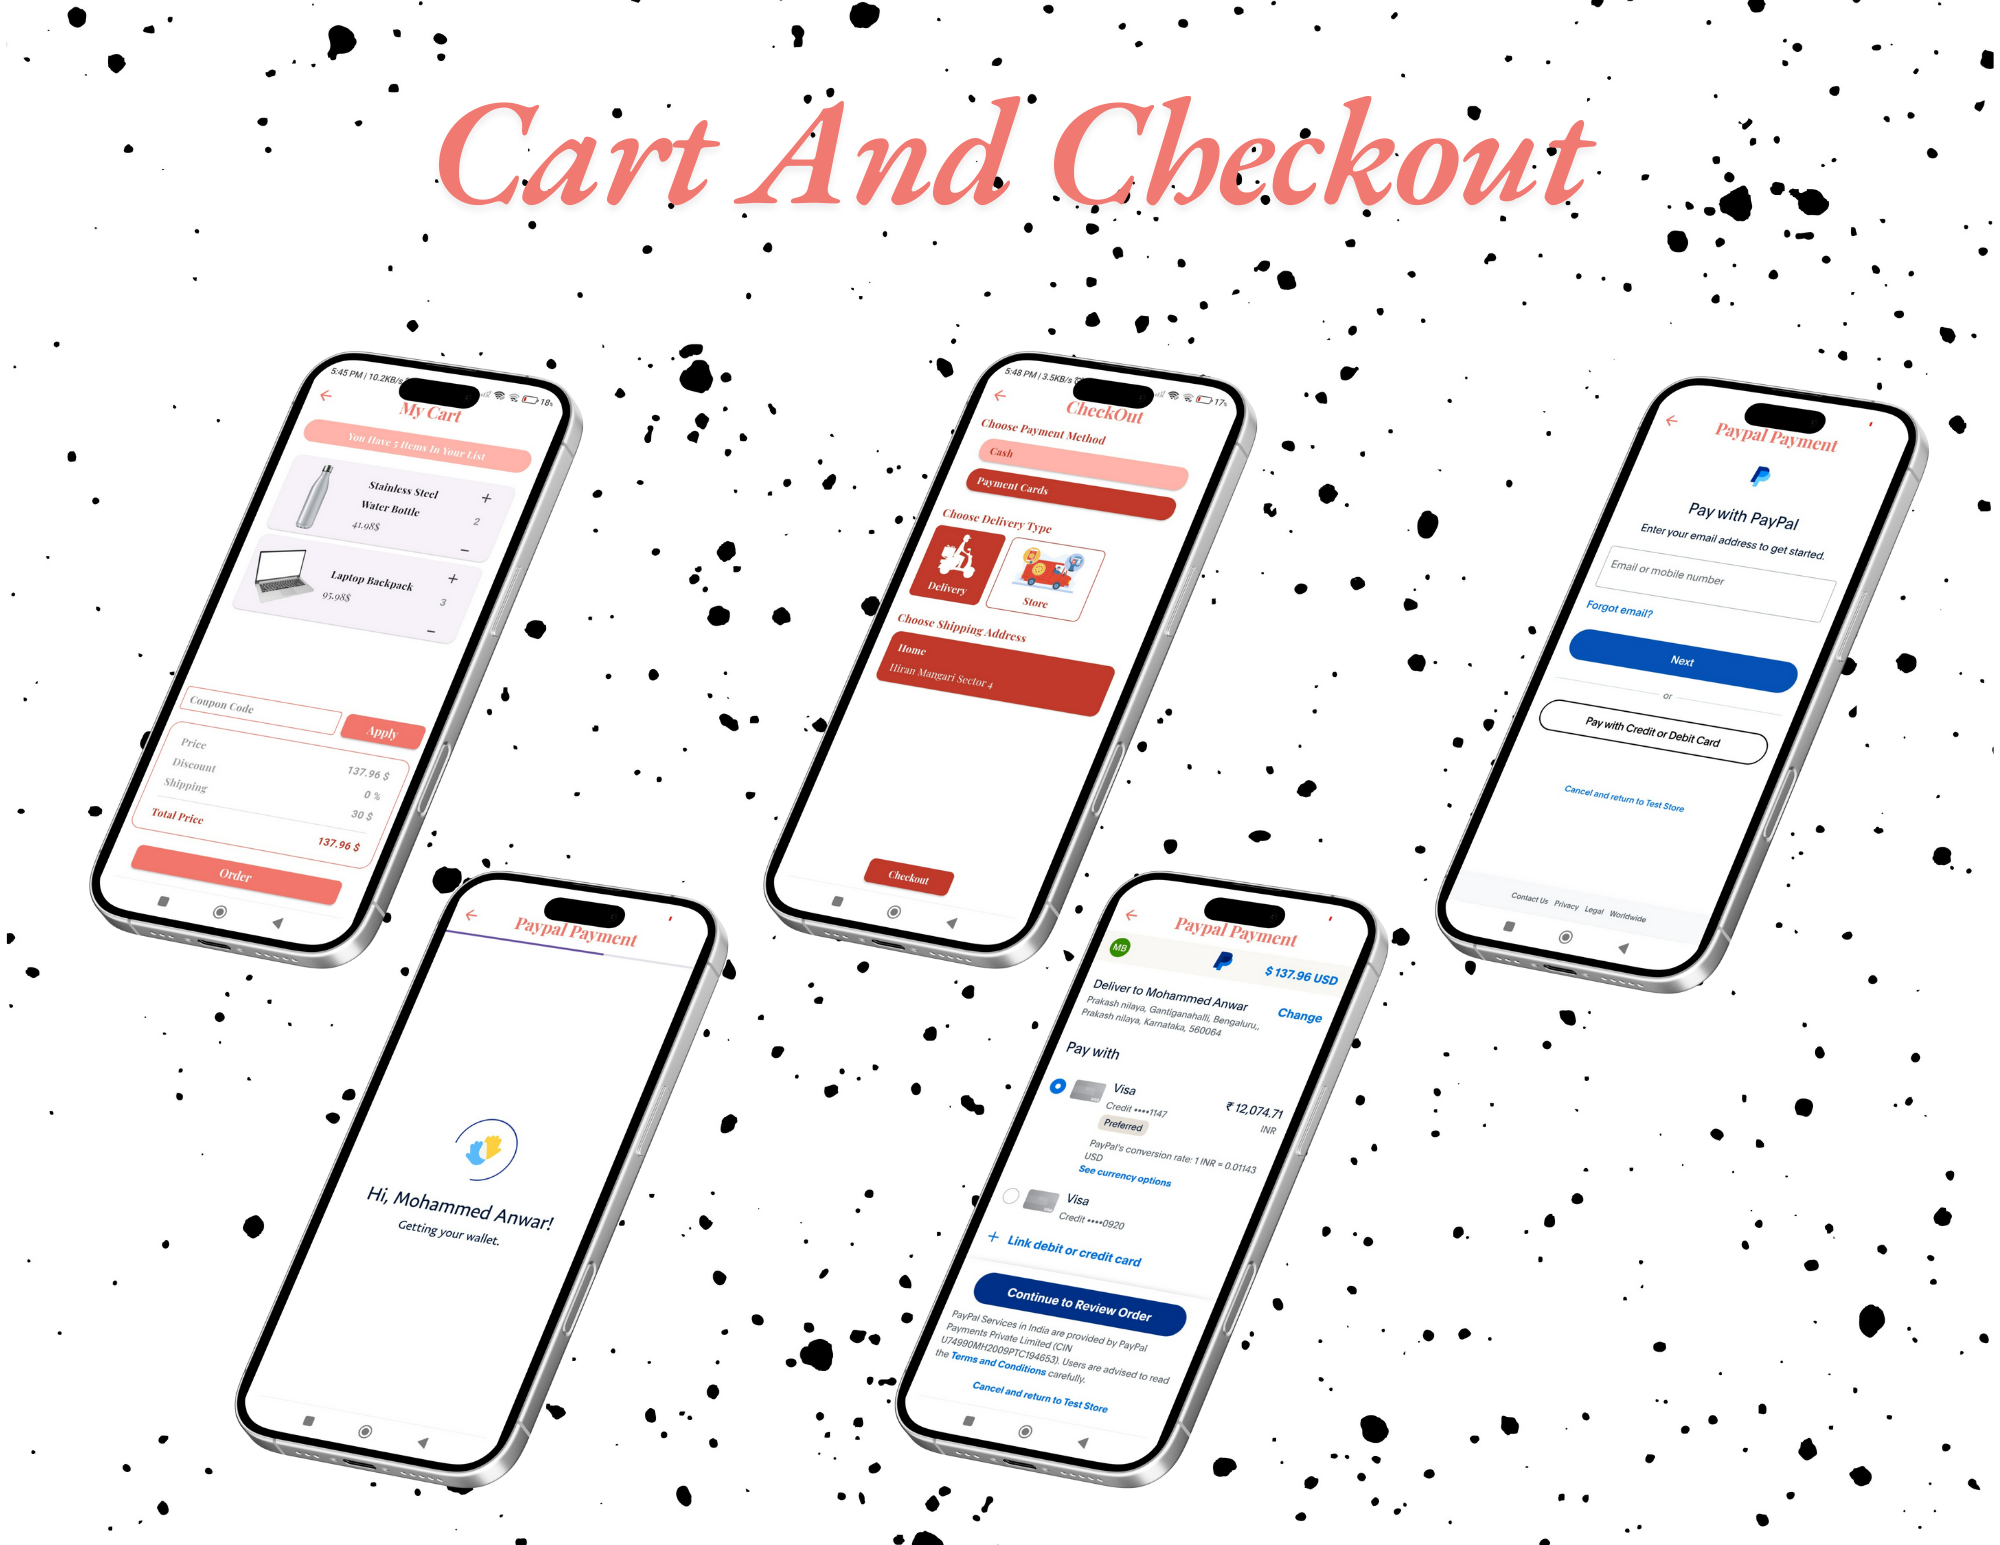 Cart And Checkout
5:45 PM | 10.2KB/s
18%
My Cart
You Have 5 Items In Your List
Stainless Steel
Water Bottle
41.98$
+
2
−
Laptop Backpack
95.98$
+
3
−
Coupon Code
Apply
Price 137.96 $
Discount 0 %
Shipping 30 $
Total Price 137.96 $
Order
5:48 PM | 3.5KB/s
17%
CheckOut
Choose Payment Method
Cash
Payment Cards
Choose Delivery Type
Delivery
Store
Choose Shipping Address
Home
Hiran Mangari Sector 4
Checkout
Paypal Payment
Pay with PayPal
Enter your email address to get started.
Email or mobile number
Forgot email?
Next
or
Pay with Credit or Debit Card
Cancel and return to Test Store
Contact Us Privacy Legal Worldwide
Paypal Payment
Hi, Mohammed Anwar!
Getting your wallet.
Paypal Payment
MB
$ 137.96 USD
Deliver to Mohammed Anwar
Change
Prakash nilaya, Gantiganahalli, Bengaluru,,
Prakash nilaya, Karnataka, 560064
Pay with
Visa
₹ 12,074.71
Credit ••••1147
INR
Preferred
PayPal's conversion rate: 1 INR = 0.01143
USD
See currency options
Visa
Credit ••••0920
+ Link debit or credit card
Continue to Review Order
PayPal Services in India are provided by PayPal
Payments Private Limited (CIN
U74990MH2009PTC194653). Users are advised to read
the Terms and Conditions carefully.
Cancel and return to Test Store